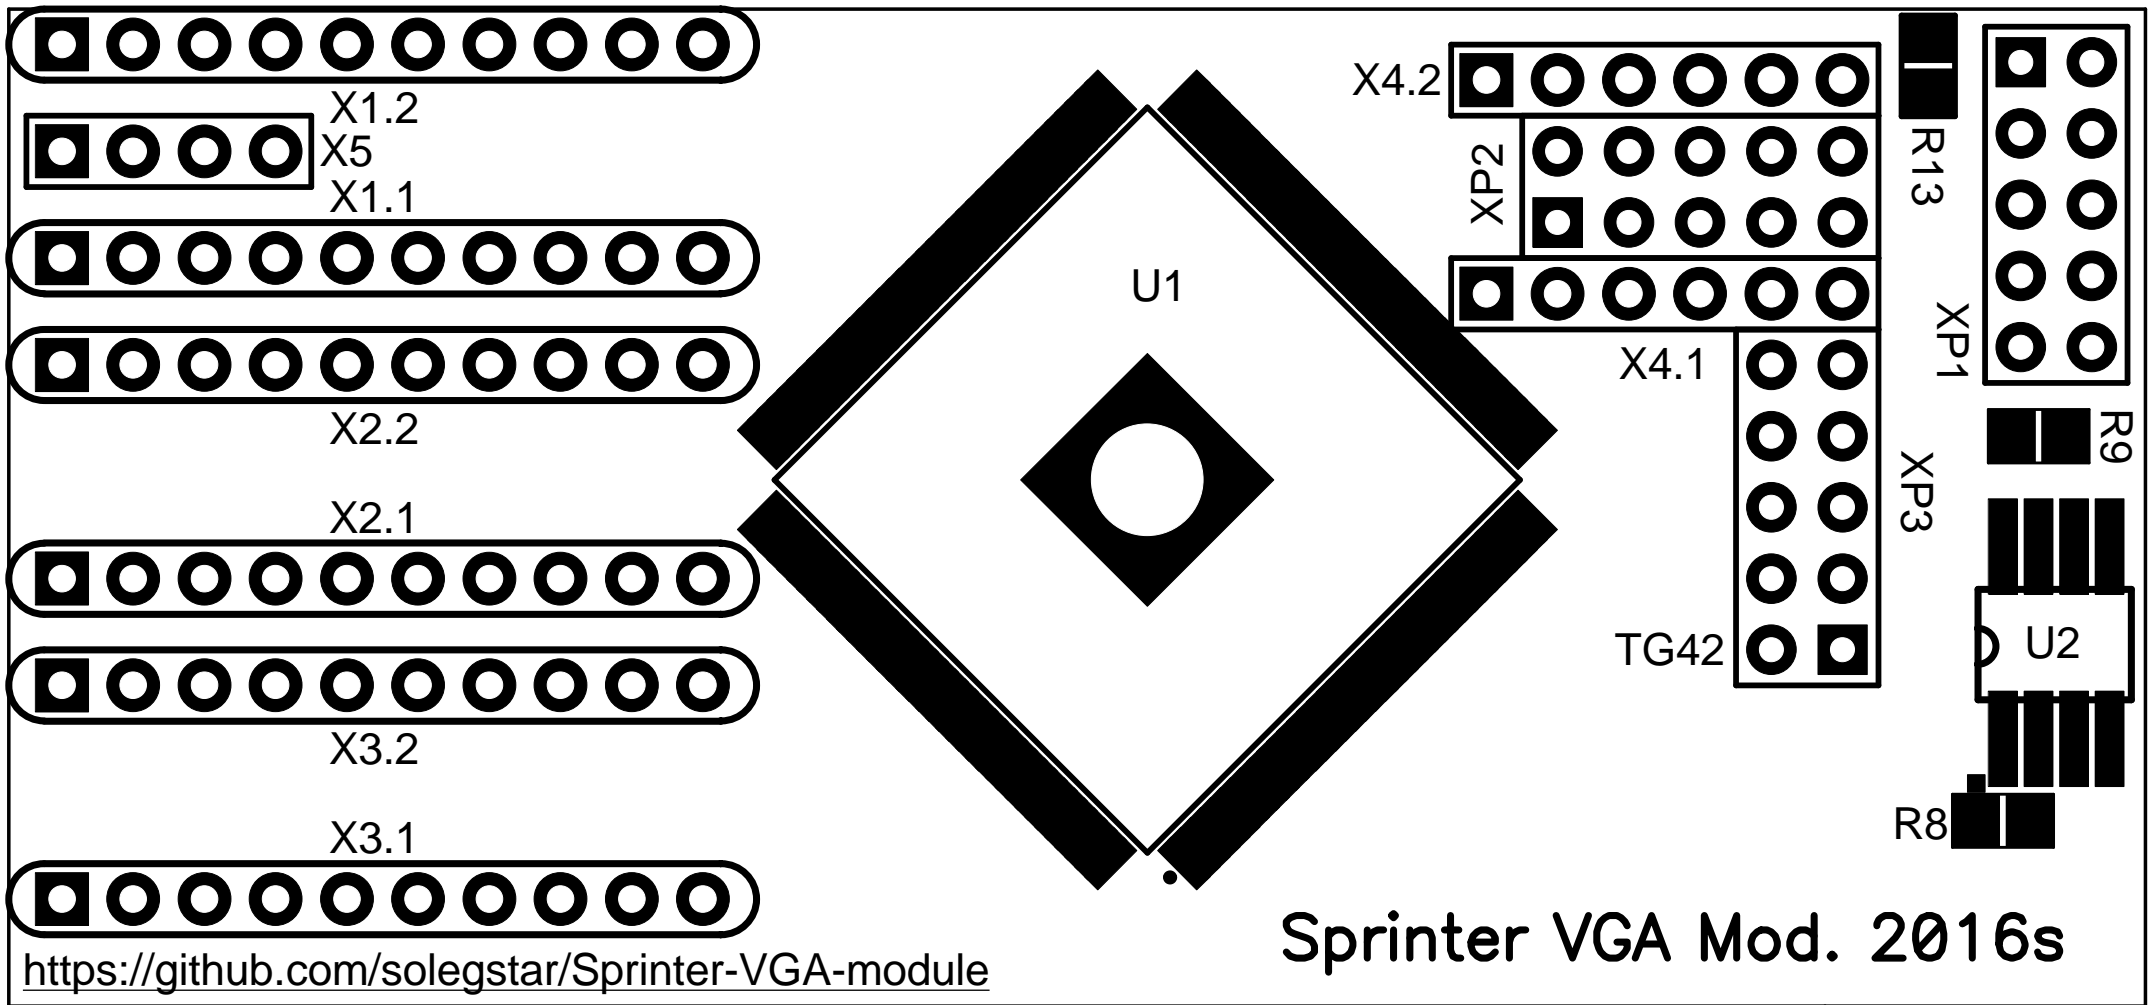 X1.2
X5
X1.1
X2.2
X2.1
X3.2
X3.1
U1
X4.2
XP2
X4.1
R13
XP1
R9
XP3
TG42
U2
R8
Sprinter VGA Mod. 2016s
https://github.com/solegstar/Sprinter-VGA-module